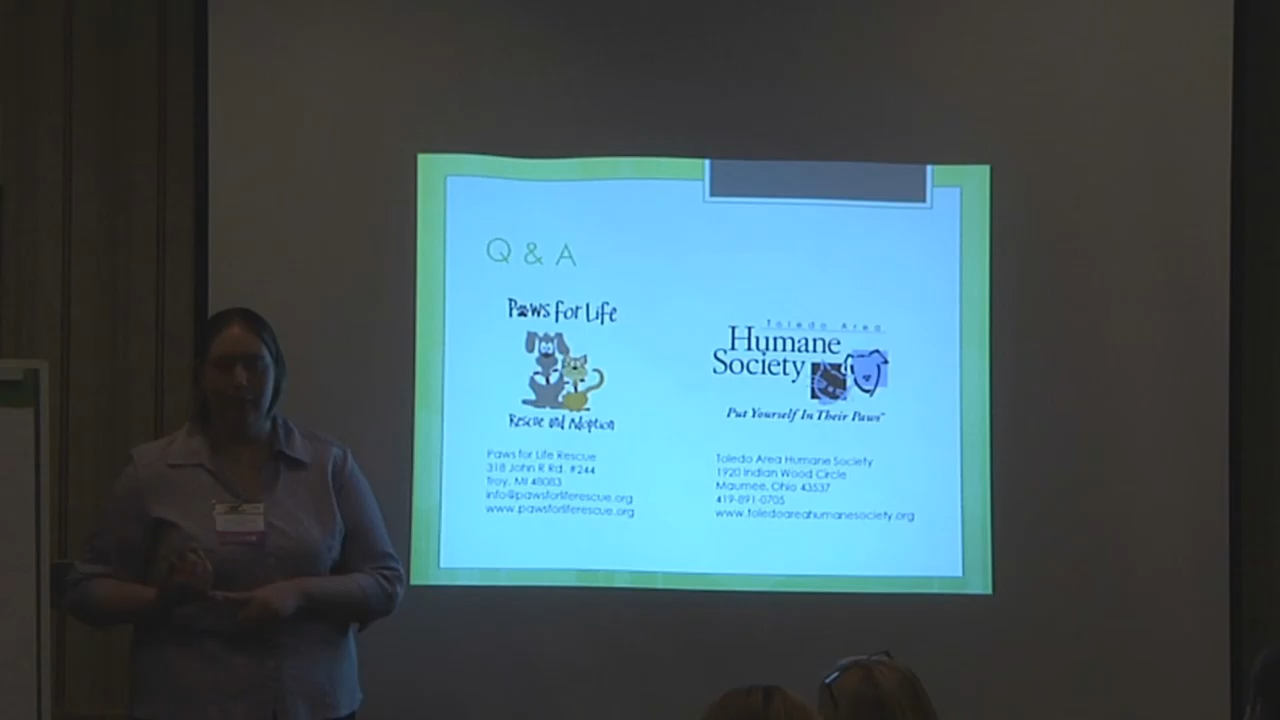 Q & A
Paws for Life
Rescue and Adoption
Paws for Life Rescue
318 John R Rd. #244
Troy, MI 48083
info@pawsforliferescue.org
www.pawsforliferescue.org
Toledo Area
Humane
Society
Put Yourself In Their Paws
Toledo Area Humane Society
1920 Indian Wood Circle
Maumee, Ohio 43537
419-891-0705
www.toledoareahumanesociety.org